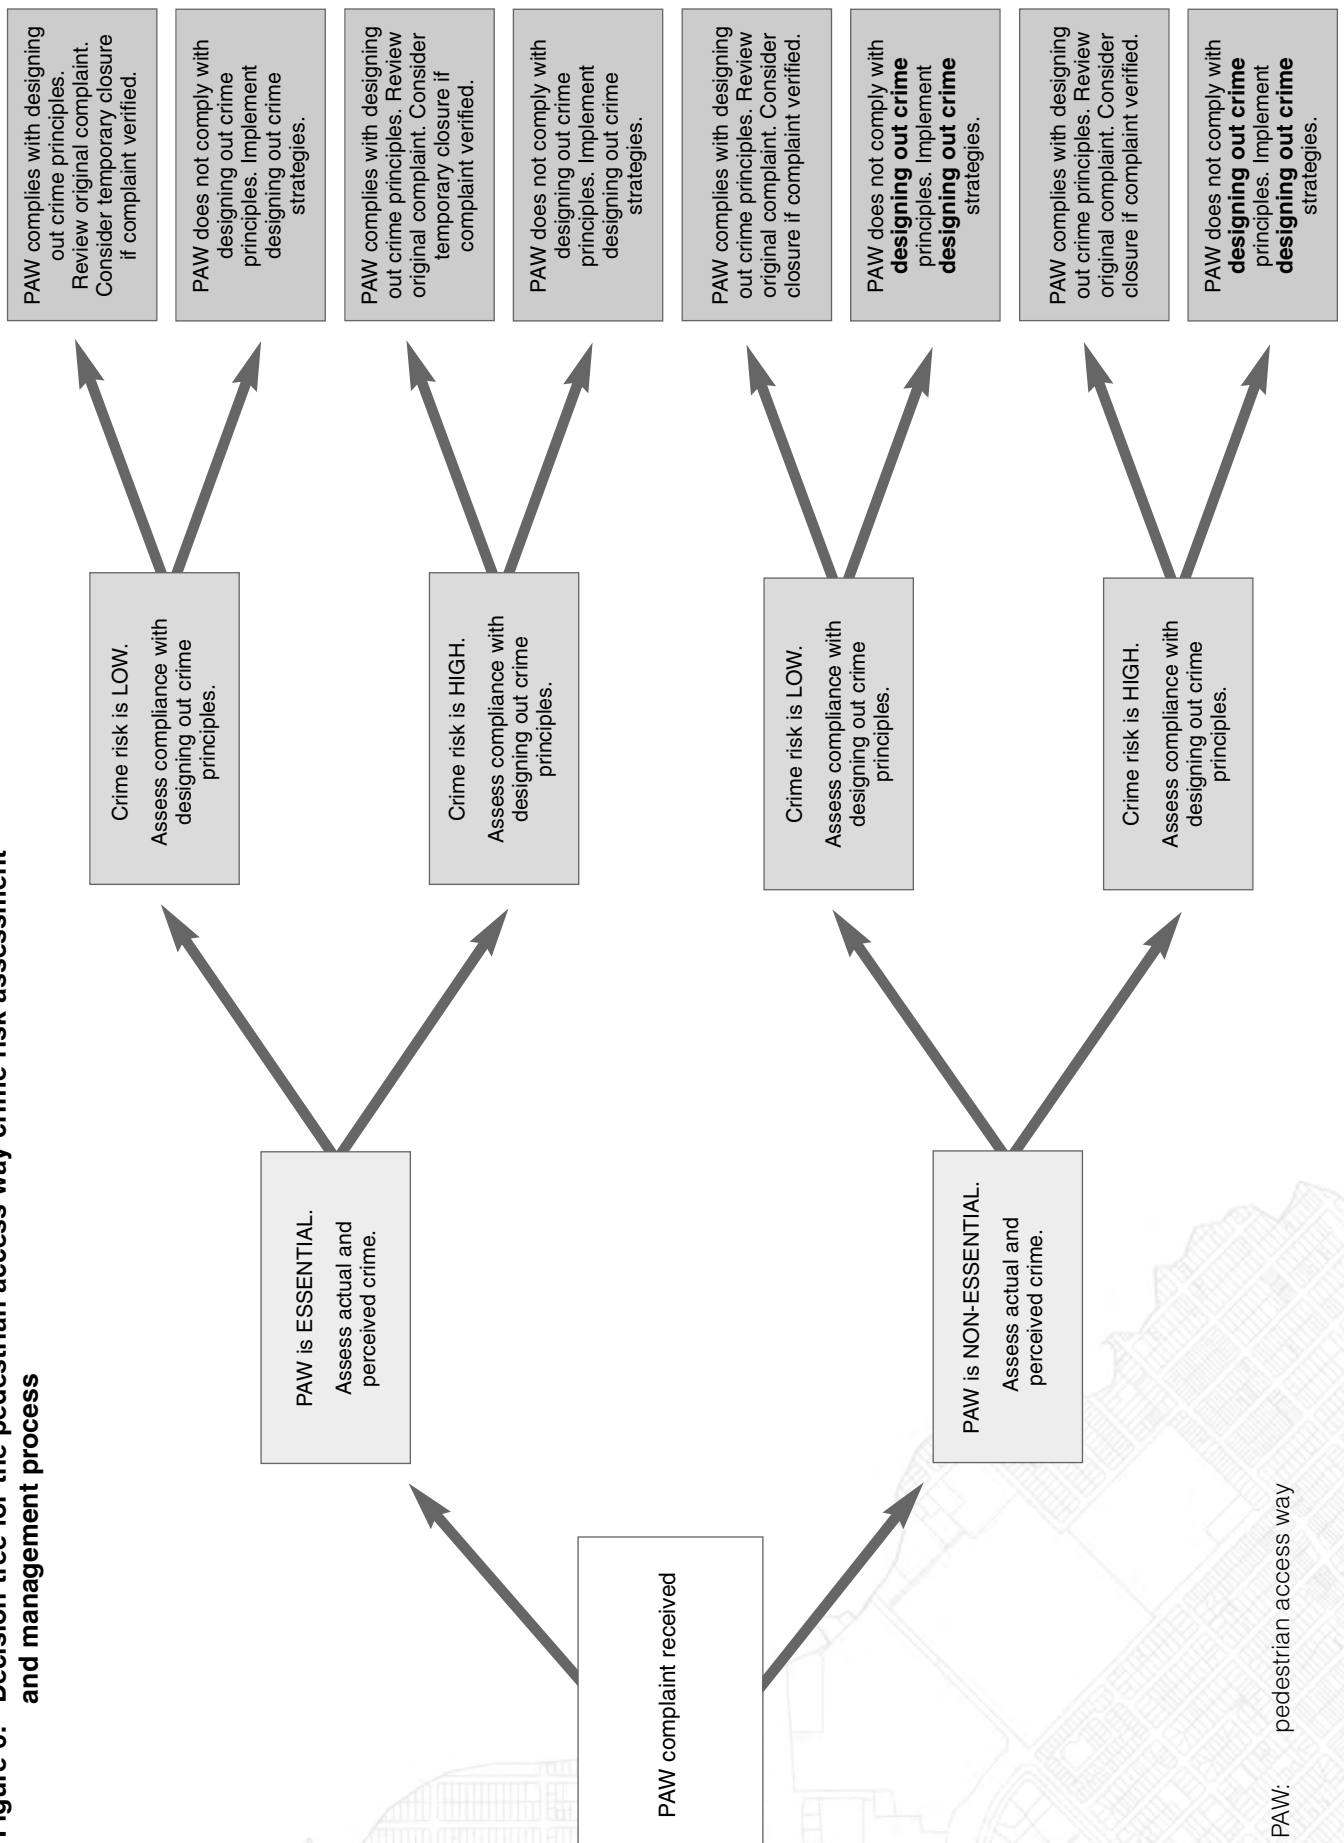 Figure 6: Decision tree for the pedestrian access way crime risk assessment
and management process
PAW complaint received
PAW is ESSENTIAL.
Assess actual and
perceived crime.
PAW is NON-ESSENTIAL.
Assess actual and
perceived crime.
Crime risk is LOW.
Assess compliance with
designing out crime
principles.
Crime risk is HIGH.
Assess compliance with
designing out crime
principles.
Crime risk is LOW.
Assess compliance with
designing out crime
principles.
Crime risk is HIGH.
Assess compliance with
designing out crime
principles.
PAW complies with designing
out crime principles.
Review original complaint.
Consider temporary closure
if complaint verified.
PAW does not comply with
designing out crime
principles. Implement
designing out crime
strategies.
PAW complies with designing
out crime principles. Review
original complaint. Consider
temporary closure if
complaint verified.
PAW does not comply with
designing out crime
principles. Implement
designing out crime
strategies.
PAW complies with designing
out crime principles. Review
original complaint. Consider
closure if complaint verified.
PAW does not comply with
designing out crime
principles. Implement
designing out crime
strategies.
PAW complies with designing
out crime principles. Review
original complaint. Consider
closure if complaint verified.
PAW does not comply with
designing out crime
principles. Implement
designing out crime
strategies.
PAW: pedestrian access way